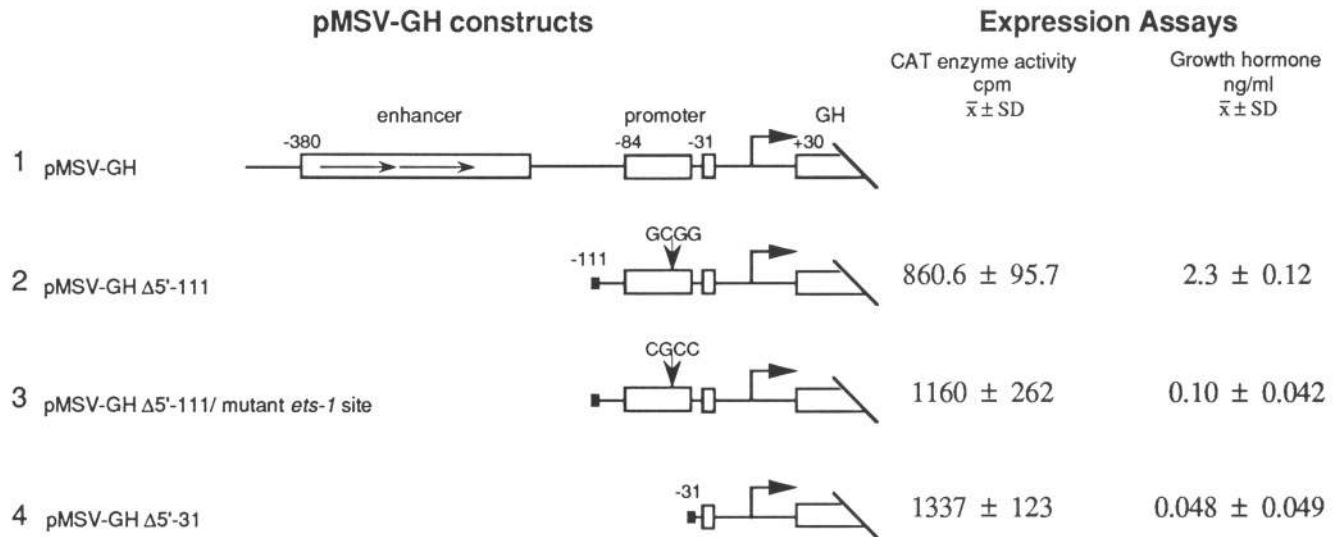 pMSV-GH constructs
Expression Assays
CAT enzyme activity
cpm
x̄ ± SD
Growth hormone
ng/ml
x̄ ± SD
enhancer
promoter
GH
-380
-84
-31
+30
1 pMSV-GH
GCGG
-111
2 pMSV-GH Δ5'-111
860.6 ± 95.7
2.3 ± 0.12
CGCC
3 pMSV-GH Δ5'-111/ mutant ets-1 site
1160 ± 262
0.10 ± 0.042
-31
4 pMSV-GH Δ5'-31
1337 ± 123
0.048 ± 0.049